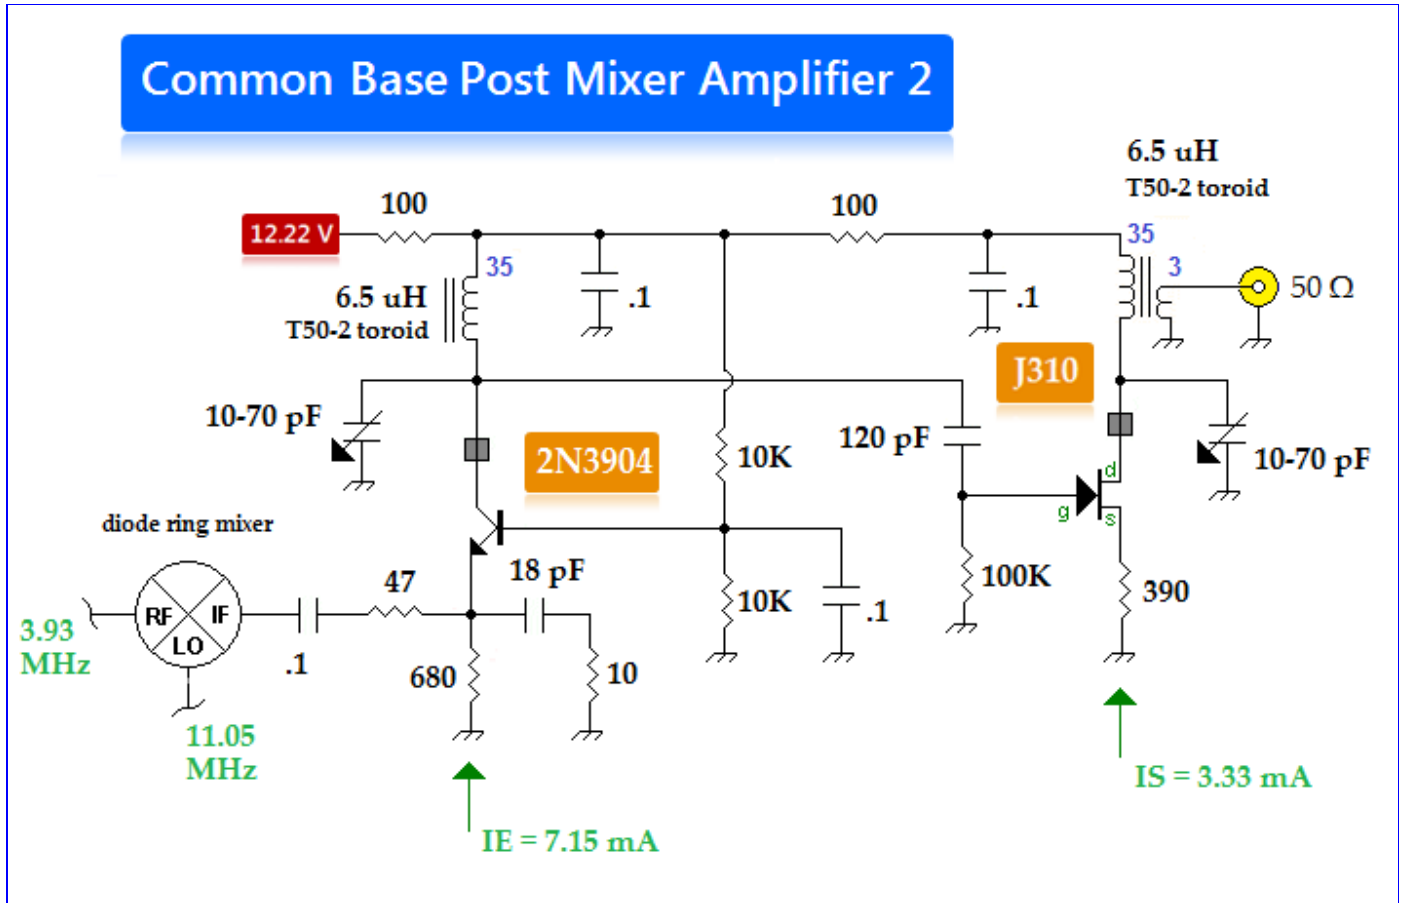 Common Base Post Mixer Amplifier 2
6.5 uH
T50-2 toroid
100
100
12.22 V
35
35
3
6.5 uH
T50-2 toroid
.1
.1
50 Ω
J310
10-70 pF
2N3904
10K
120 pF
10-70 pF
d
g
s
diode ring mixer
47
18 pF
10K
.1
100K
390
RF
IF
LO
3.93
MHz
.1
680
10
11.05
MHz
IS = 3.33 mA
IE = 7.15 mA